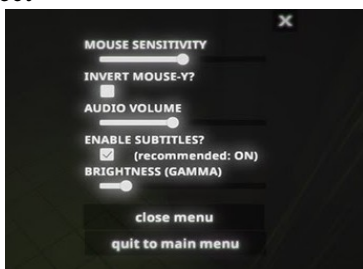 MOUSE SENSITIVITY
INVERT MOUSE-Y?
AUDIO VOLUME
ENABLE SUBTITLES?
(recommended: ON)
BRIGHTNESS (GAMMA)
close menu
quit to main menu